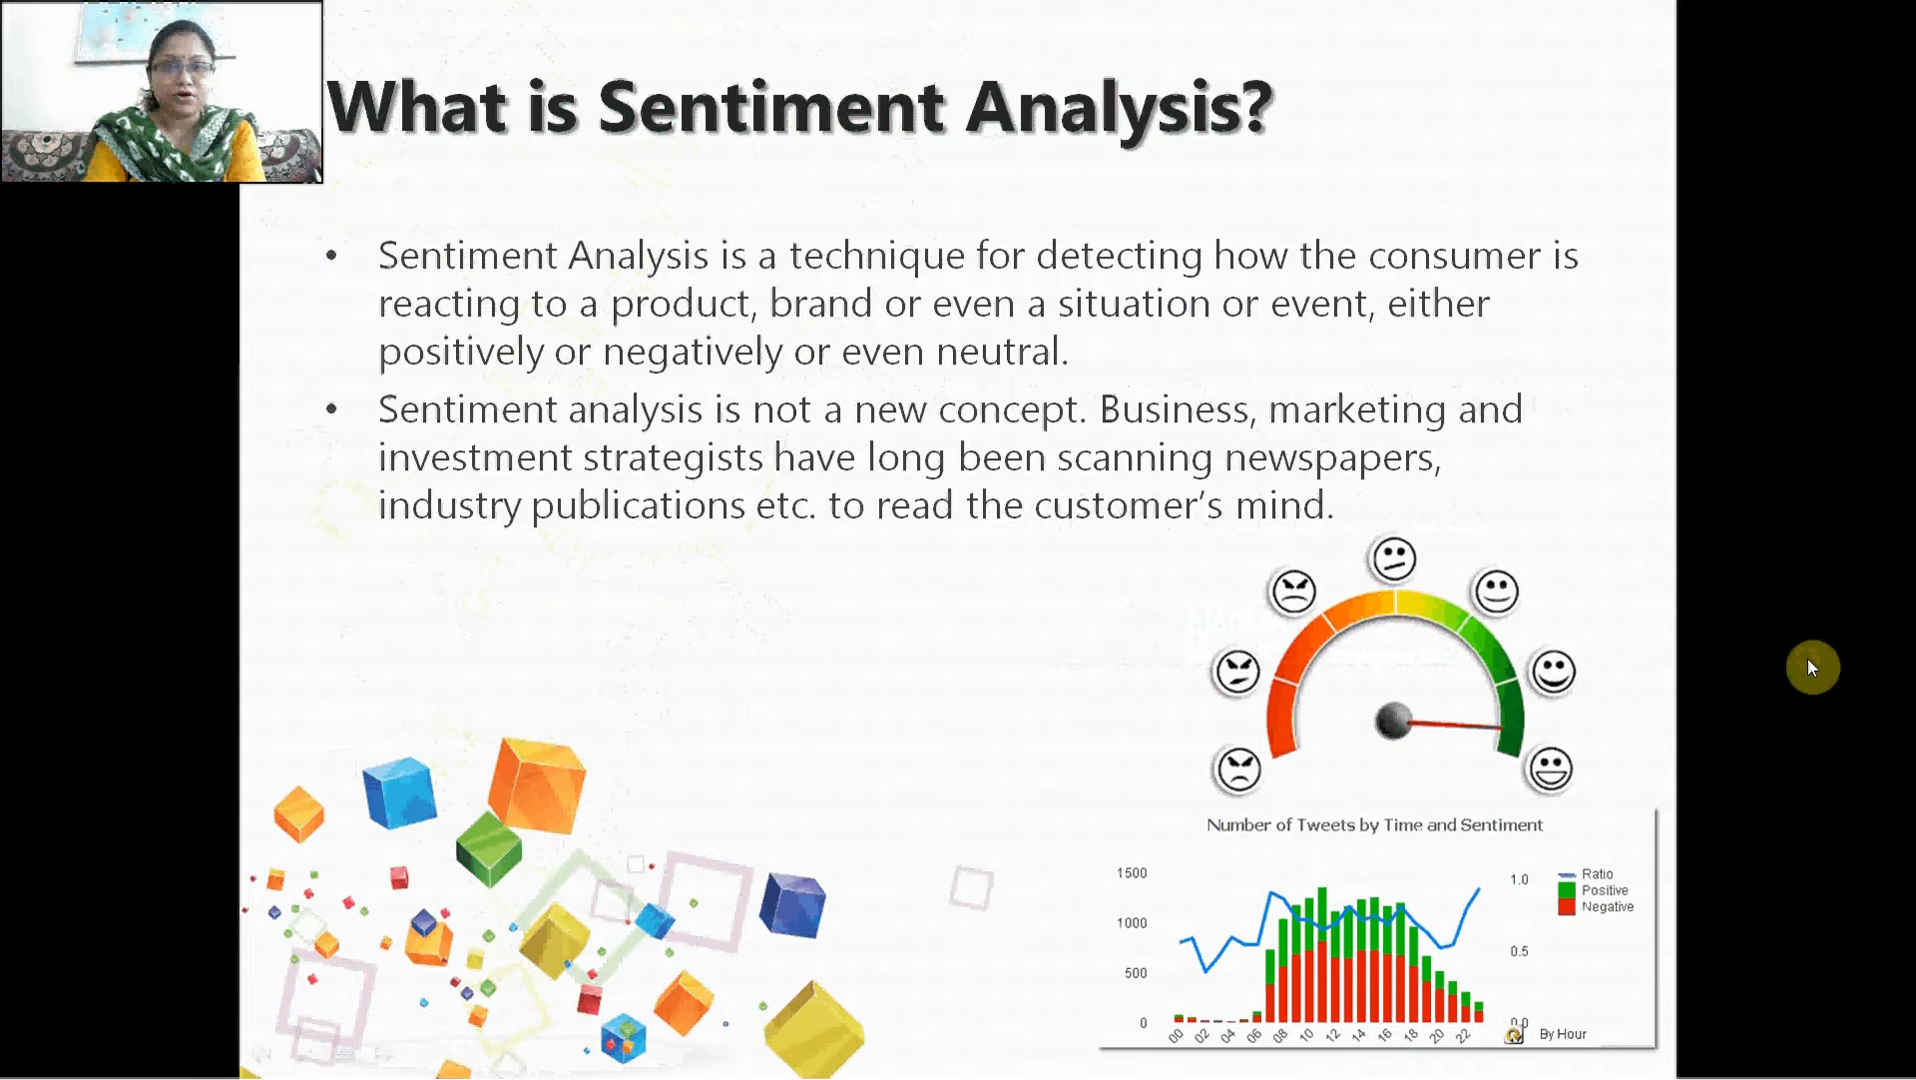 What is Sentiment Analysis?
• Sentiment Analysis is a technique for detecting how the consumer is
reacting to a product, brand or even a situation or event, either
positively or negatively or even neutral.
• Sentiment analysis is not a new concept. Business, marketing and
investment strategists have long been scanning newspapers,
industry publications etc. to read the customer’s mind.
Number of Tweets by Time and Sentiment
1500
1000
500
0
1.0
0.5
0.0
Ratio
Positive
Negative
00 02 04 06 08 10 12 14 16 18 20 22
By Hour